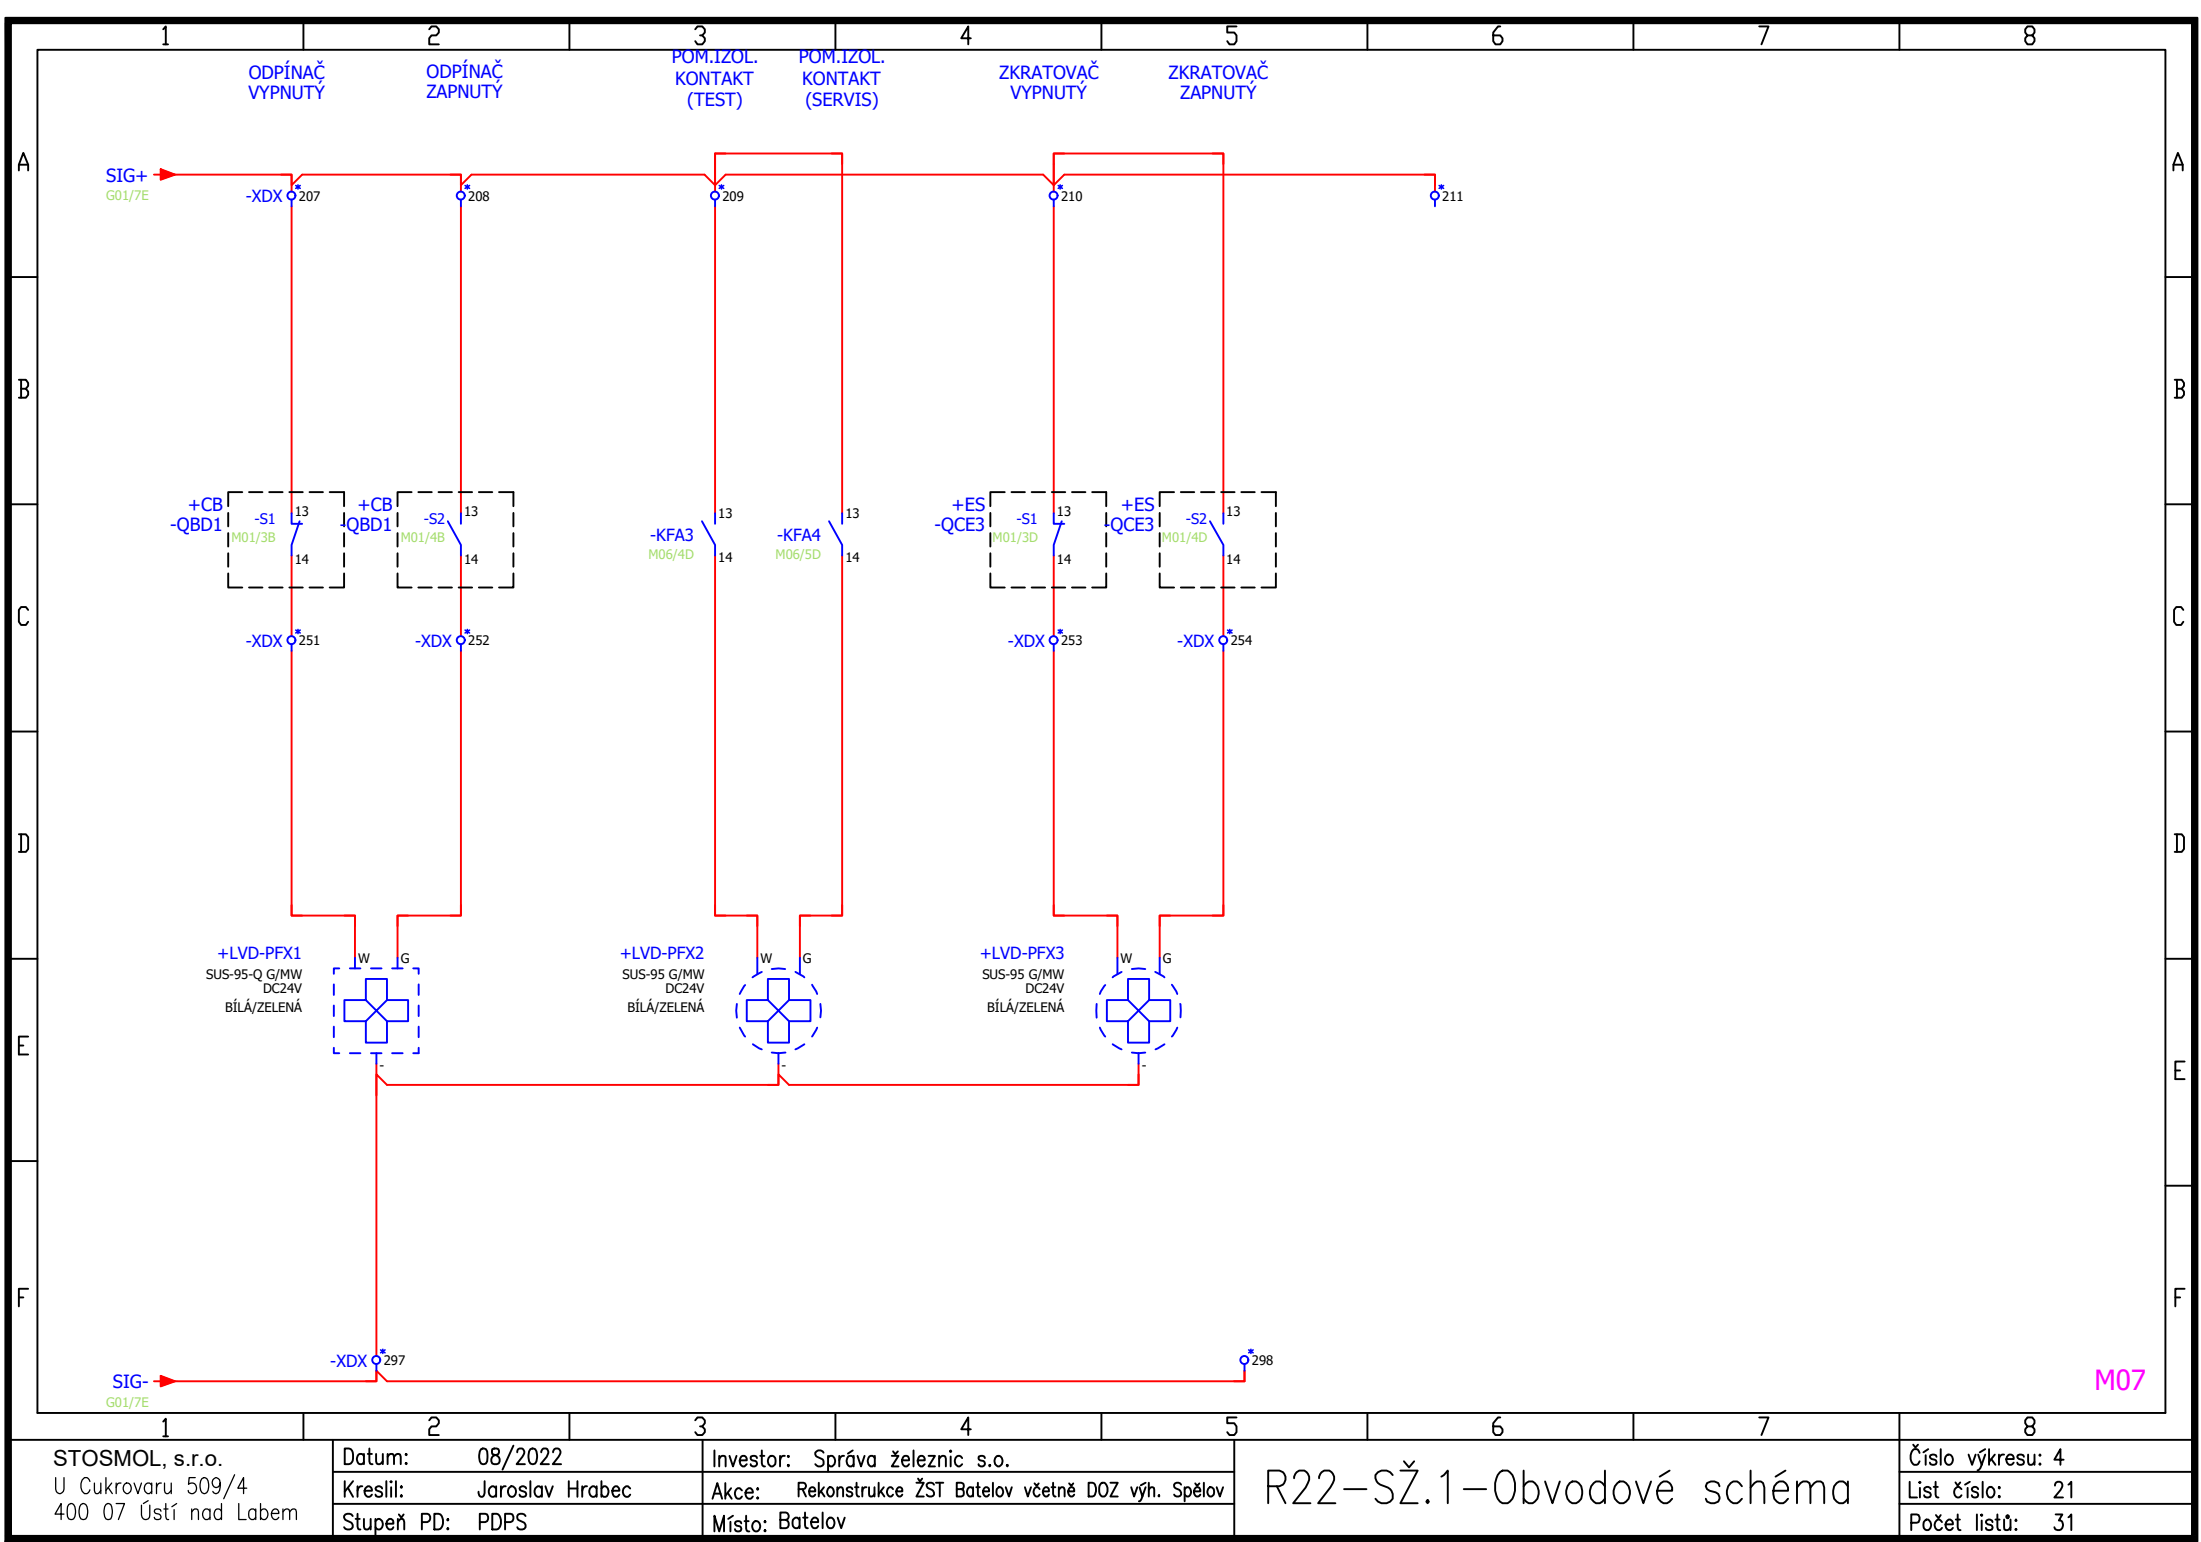 1 2 3 4 5 6 7 8
ODPÍNAČ
VYPNUTÝ
ODPÍNAČ
ZAPNUTÝ
POM.IZOL.
KONTAKT
(TEST)
POM.IZOL.
KONTAKT
(SERVIS)
ZKRATOVAČ
VYPNUTÝ
ZKRATOVAČ
ZAPNUTÝ
A A
SIG+
G01/7E
-XDX * 207
* 208
* 209
* 210
* 211
B B
+CB
-QBD1
-S1
M01/3B
13
14
+CB
-QBD1
-S2
M01/4B
13
14
-KFA3
M06/4D
13
14
-KFA4
M06/5D
13
14
+ES
-QCE3
-S1
M01/3D
13
14
+ES
-QCE3
-S2
M01/4D
13
14
C C
-XDX * 251
-XDX * 252
-XDX * 253
-XDX * 254
D D
+LVD-PFX1
SUS-95-Q G/MW
DC24V
BÍLÁ/ZELENÁ
W G
-
+LVD-PFX2
SUS-95 G/MW
DC24V
BÍLÁ/ZELENÁ
W G
-
+LVD-PFX3
SUS-95 G/MW
DC24V
BÍLÁ/ZELENÁ
W G
-
E E
F F
-XDX * 297
* 298
SIG-
G01/7E
M07
1 2 3 4 5 6 7 8
STOSMOL, s.r.o.
U Cukrovaru 509/4
400 07 Ústí nad Labem
Datum: 08/2022
Kreslil: Jaroslav Hrabec
Stupeň PD: PDPS
Investor: Správa železnic s.o.
Akce: Rekonstrukce ŽST Batelov včetně DOZ výh. Spělov
Místo: Batelov
R22-SŽ.1-Obvodové schéma
Číslo výkresu: 4
List číslo: 21
Počet listů: 31